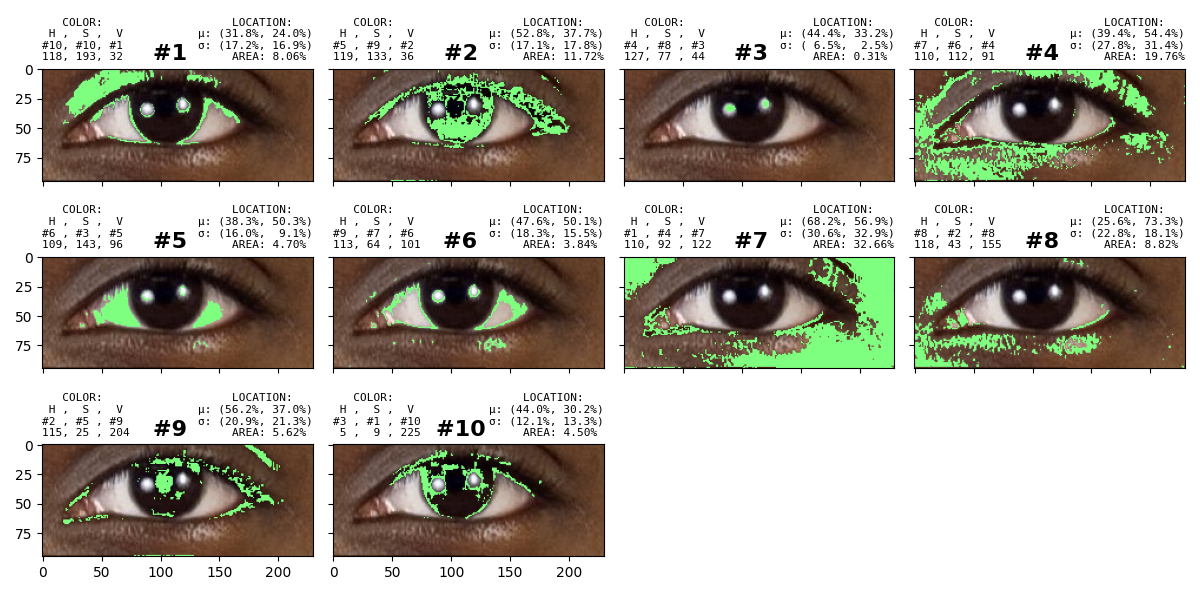 COLOR: LOCATION:
H , S , V μ: (31.8%, 24.0%)
#10, #10, #1 #1 σ: (17.2%, 16.9%)
118, 193, 32 AREA: 8.06%
COLOR: LOCATION:
H , S , V μ: (52.8%, 37.7%)
#5 , #9 , #2 #2 σ: (17.1%, 17.8%)
119, 133, 36 AREA: 11.72%
COLOR: LOCATION:
H , S , V μ: (44.4%, 33.2%)
#4 , #8 , #3 #3 σ: ( 6.5%, 2.5%)
127, 77 , 44 AREA: 0.31%
COLOR: LOCATION:
H , S , V μ: (39.4%, 54.4%)
#7 , #6 , #4 #4 σ: (27.8%, 31.4%)
110, 112, 91 AREA: 19.76%
0
25
50
75
COLOR: LOCATION:
H , S , V μ: (38.3%, 50.3%)
#6 , #3 , #5 #5 σ: (16.0%, 9.1%)
109, 143, 96 AREA: 4.70%
COLOR: LOCATION:
H , S , V μ: (47.6%, 50.1%)
#9 , #7 , #6 #6 σ: (18.3%, 15.5%)
113, 64 , 101 AREA: 3.84%
COLOR: LOCATION:
H , S , V μ: (68.2%, 56.9%)
#1 , #4 , #7 #7 σ: (30.6%, 32.9%)
110, 92 , 122 AREA: 32.66%
COLOR: LOCATION:
H , S , V μ: (25.6%, 73.3%)
#8 , #2 , #8 #8 σ: (22.8%, 18.1%)
118, 43 , 155 AREA: 8.82%
0
25
50
75
COLOR: LOCATION:
H , S , V μ: (56.2%, 37.0%)
#2 , #5 , #9 #9 σ: (20.9%, 21.3%)
115, 25 , 204 AREA: 5.62%
COLOR: LOCATION:
H , S , V μ: (44.0%, 30.2%)
#3 , #1 , #10 #10 σ: (12.1%, 13.3%)
5 , 9 , 225 AREA: 4.50%
0
25
50
75
0 50 100 150 200
0 50 100 150 200